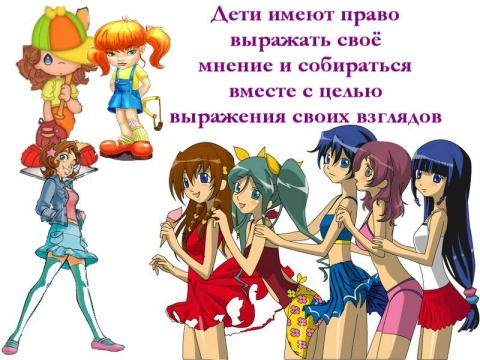 Дети имеют право
выражать своё
мнение и собираться
вместе с целью
выражения своих взглядов